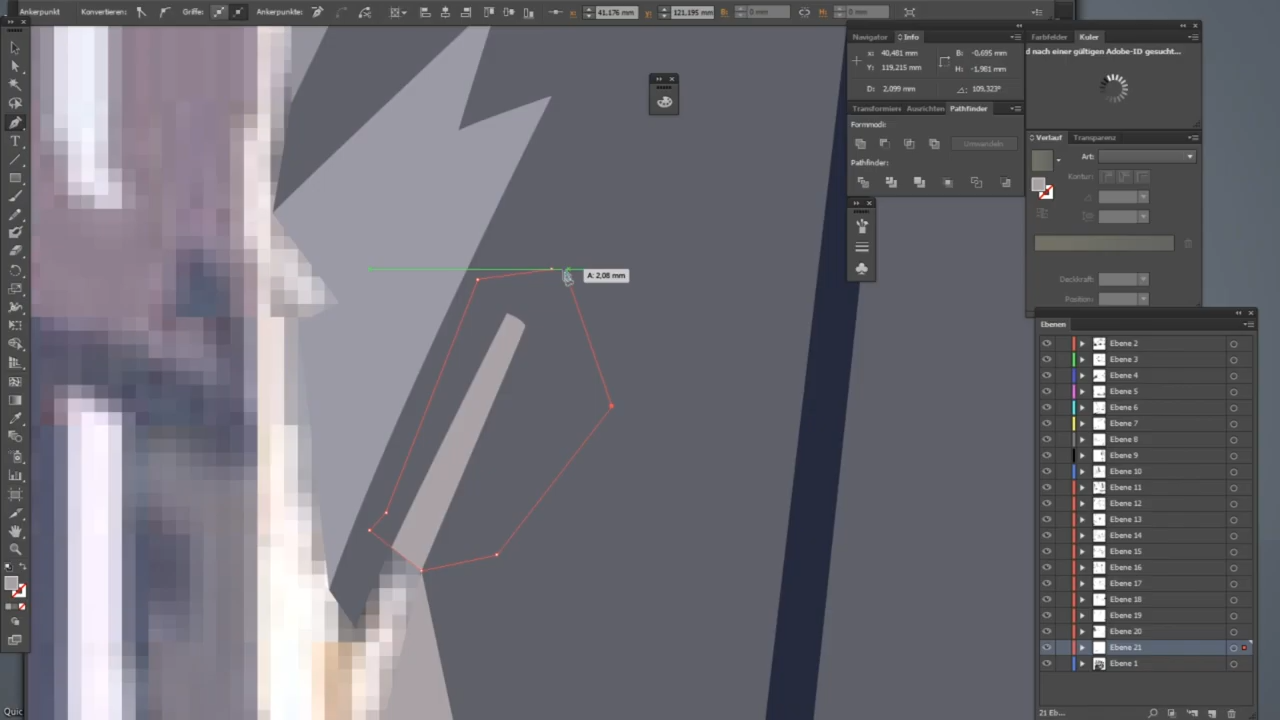 Ankerpunkt Konvertieren: Griffe: Ankerpunkte: 41,176 mm 121,195 mm 0 mm H: 0 mm
Navigator Info
X: 40,481 mm B: -0,695 mm
Y: 119,215 mm H: -1,981 mm
D: 2,099 mm 109,323°
Transformieren Ausrichten Pathfinder
Formmodi:
Umwandeln
Pathfinder:
Farbfelder Kuler
d nach einer gültigen Adobe-ID gesucht...
Verlauf Transparenz
Art:
Kontur:
Deckkraft:
Position:
A: 2,08 mm
Ebenen
Ebene 2
Ebene 3
Ebene 4
Ebene 5
Ebene 6
Ebene 7
Ebene 8
Ebene 9
Ebene 10
Ebene 11
Ebene 12
Ebene 13
Ebene 14
Ebene 15
Ebene 16
Ebene 17
Ebene 18
Ebene 19
Ebene 20
Ebene 21
Ebene 1
21 Eb...
Quic